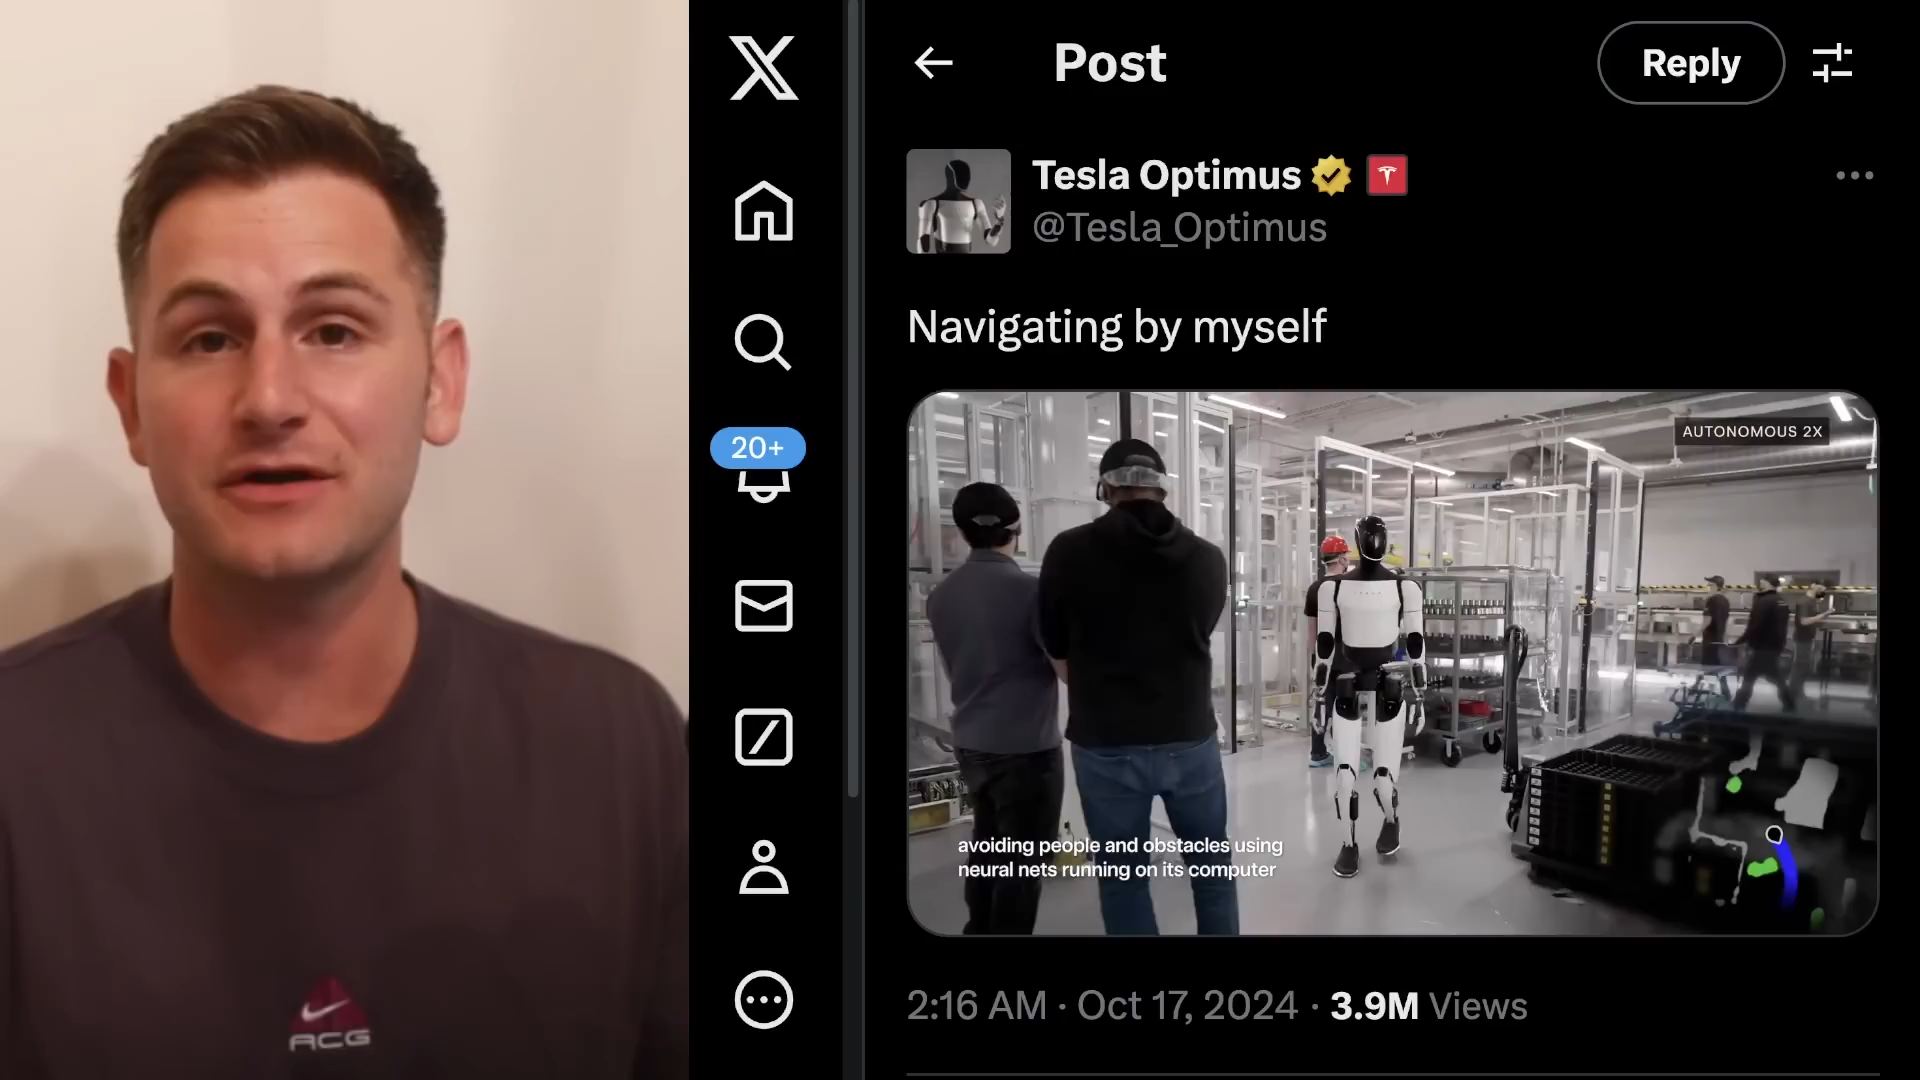 Post
Reply
Tesla Optimus
@Tesla_Optimus
Navigating by myself
20+
AUTONOMOUS 2X
avoiding people and obstacles using
neural nets running on its computer
ACG
2:16 AM · Oct 17, 2024 · 3.9M Views